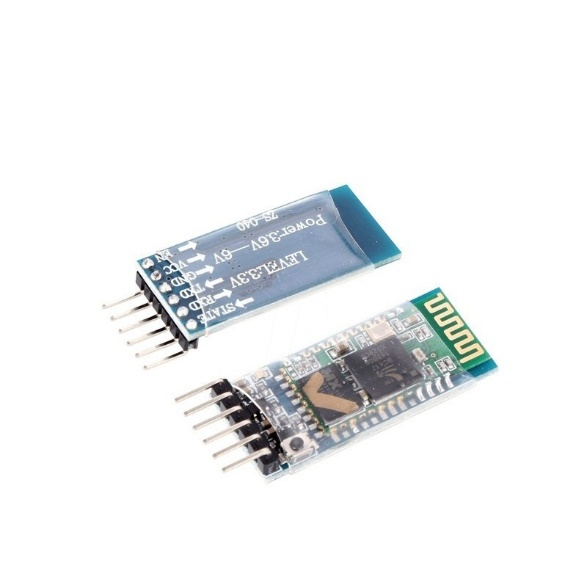 ZS-040
Power:3.6V—6V
LEVEL:3.3V
EN
VCC
GND
TXD
RXD
STATE